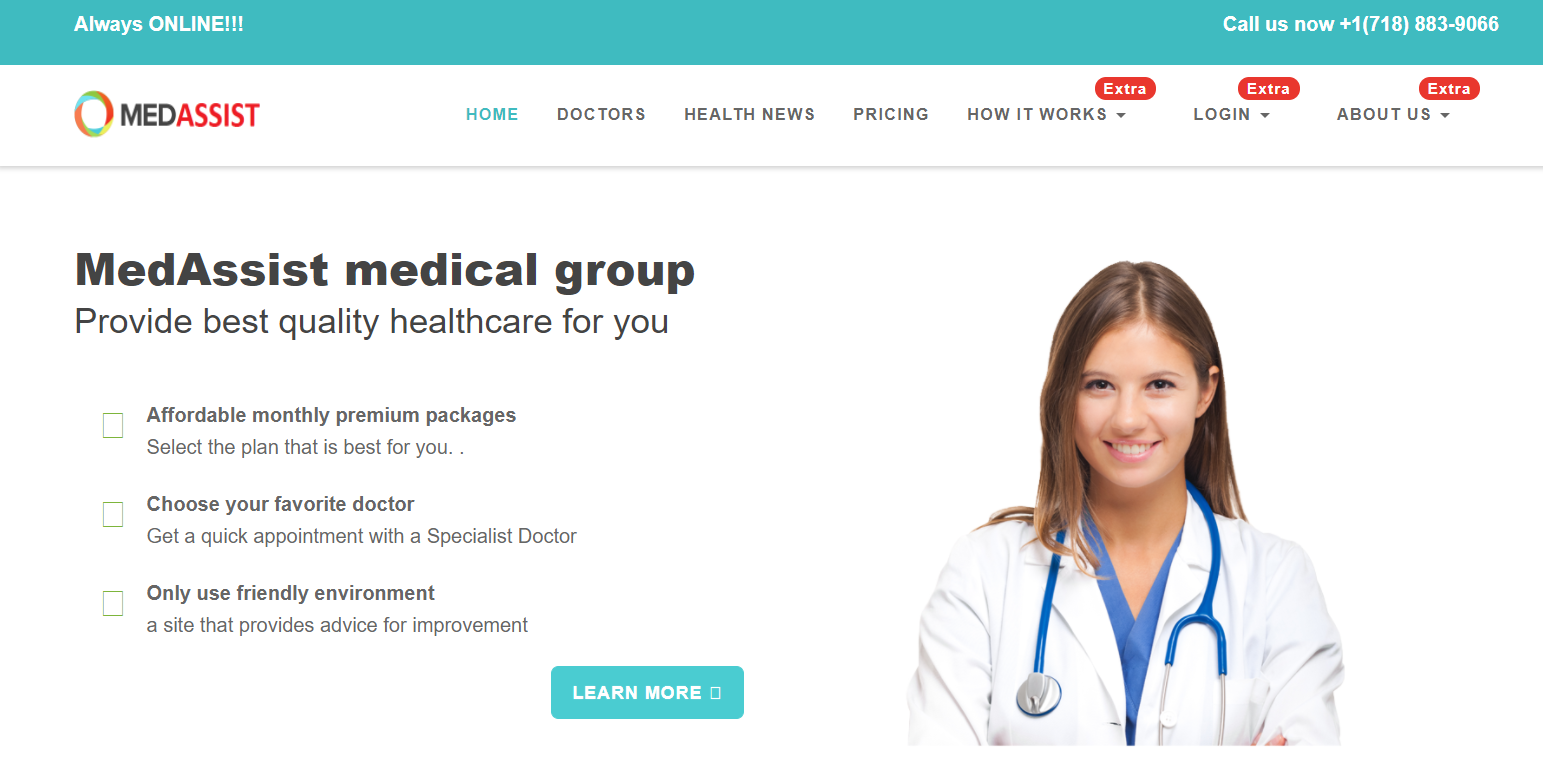 Always ONLINE!!!
Call us now +1(718) 883-9066
MEDASSIST
HOME
DOCTORS
HEALTH NEWS
PRICING
HOW IT WORKS
Extra
LOGIN
Extra
ABOUT US
Extra
MedAssist medical group
Provide best quality healthcare for you
Affordable monthly premium packages
Select the plan that is best for you. .
Choose your favorite doctor
Get a quick appointment with a Specialist Doctor
Only use friendly environment
a site that provides advice for improvement
LEARN MORE